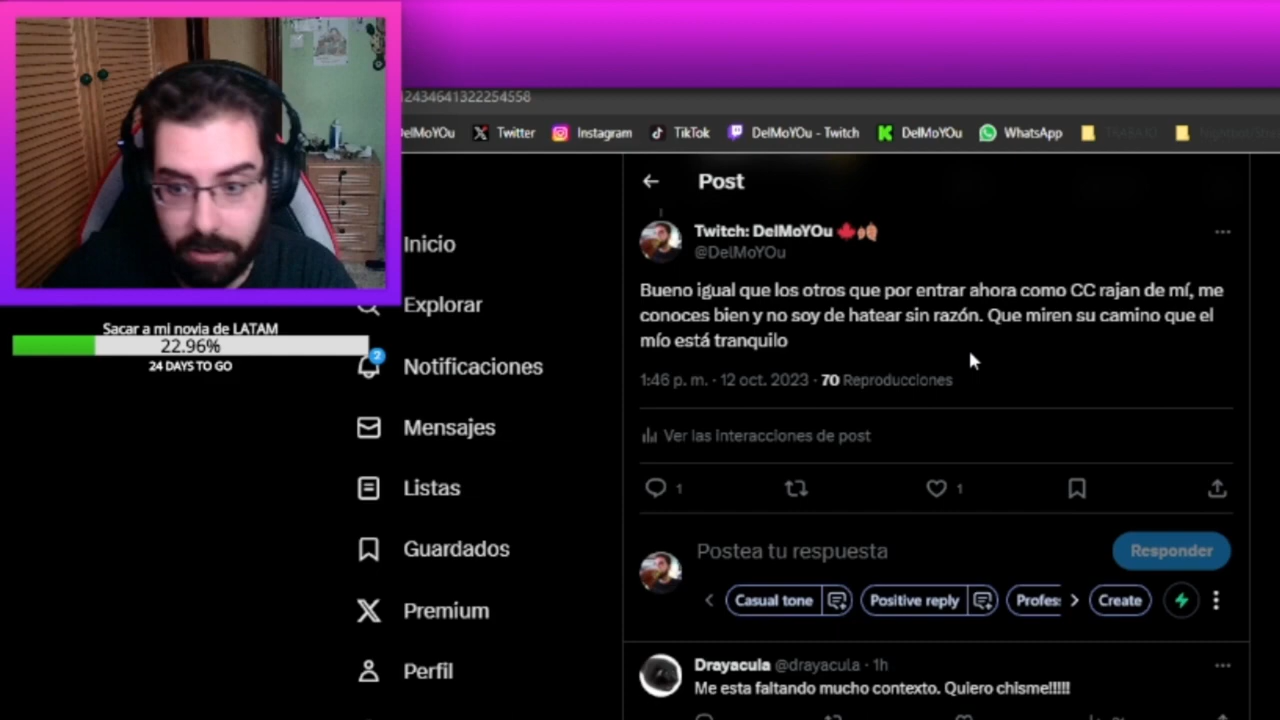 12434641322254558
DelMoYOu
Twitter
Instagram
TikTok
DelMoYOu - Twitch
DelMoYOu
WhatsApp
Post
Twitch: DelMoYOu
@DelMoYOu
Bueno igual que los otros que por entrar ahora como CC rajan de mí, me
conoces bien y no soy de hatear sin razón. Que miren su camino que el
mío está tranquilo
1:46 p. m. · 12 oct. 2023 · 70 Reproducciones
Ver las interacciones de post
1
1
Postea tu respuesta
Responder
Casual tone
Positive reply
Profes
Create
Drayacula @drayacula · 1h
Me esta faltando mucho contexto. Quiero chisme!!!!!
Inicio
Explorar
2
Notificaciones
Mensajes
Listas
Guardados
Premium
Perfil
Sacar a mi novia de LATAM
22.96%
24 DAYS TO GO